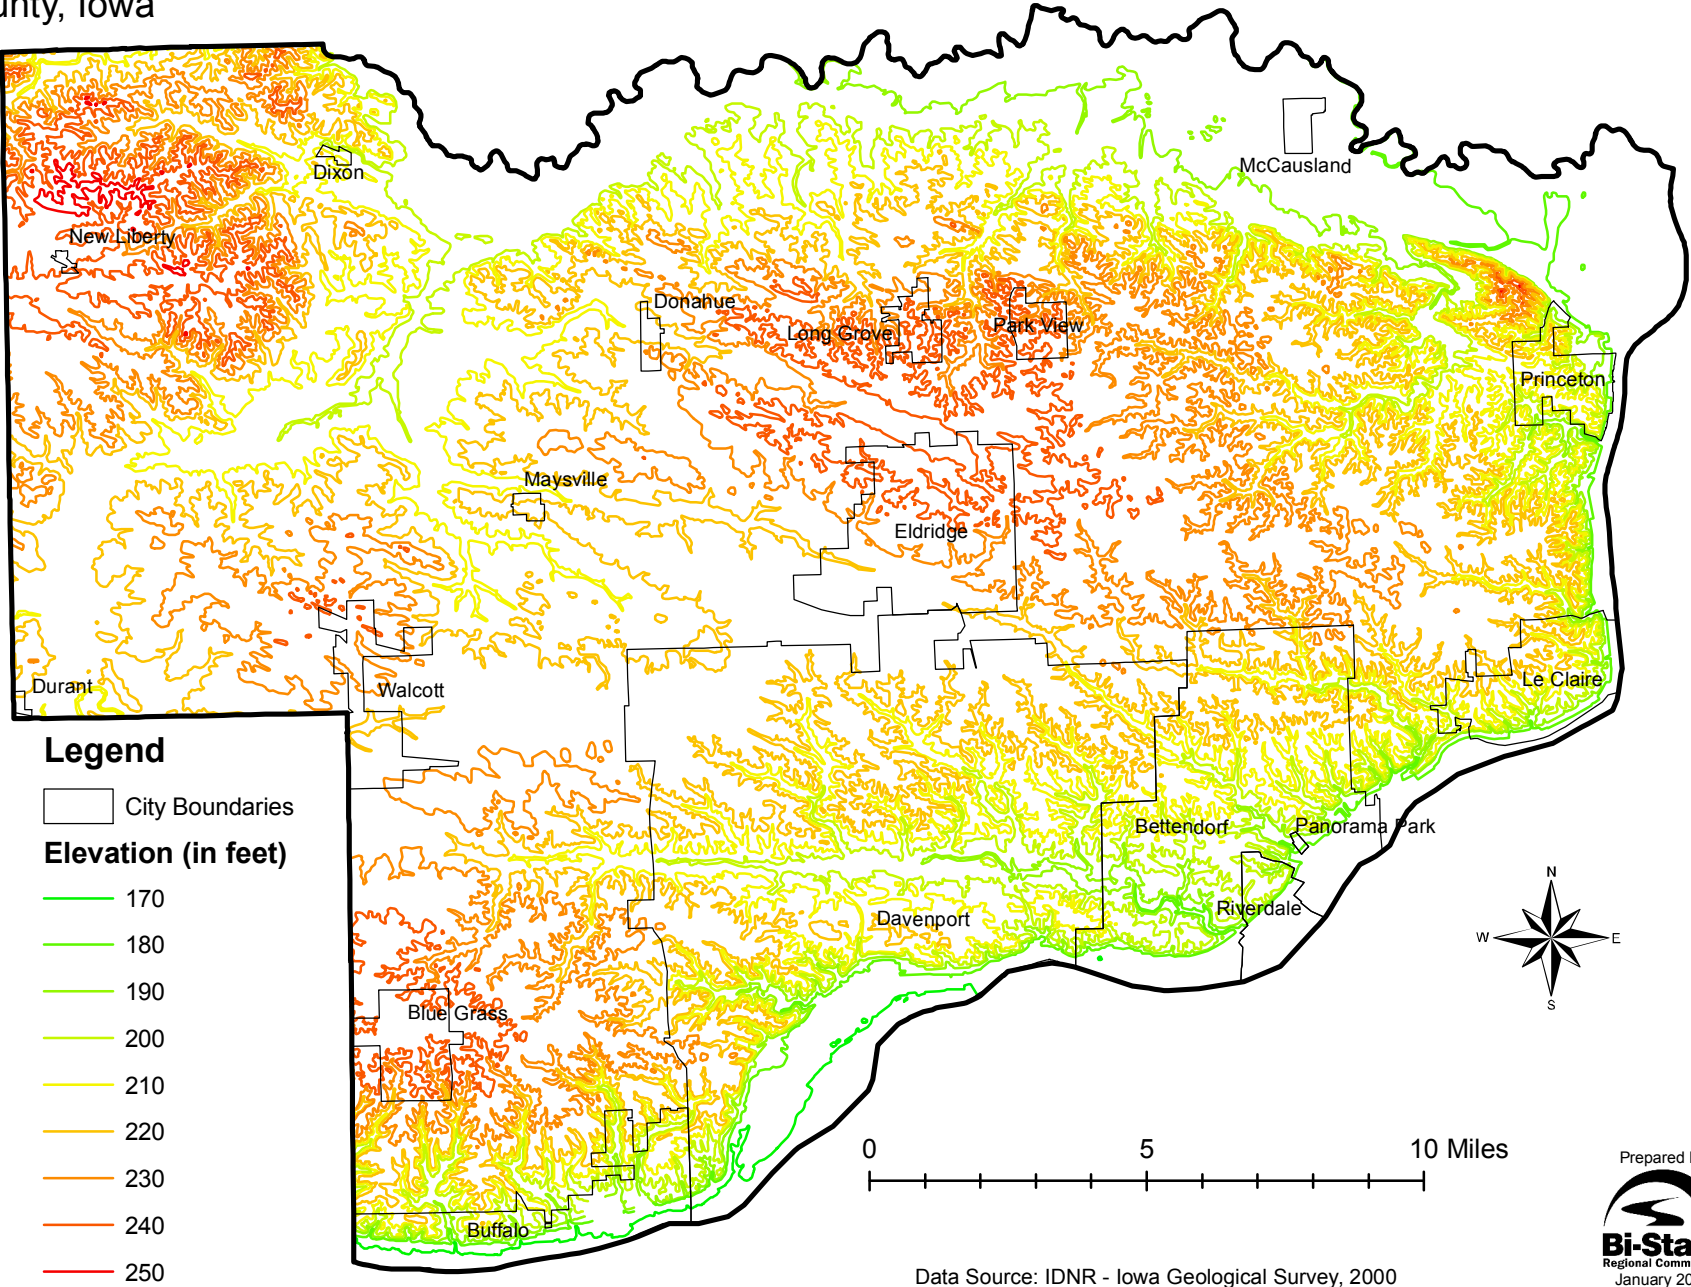 unty, Iowa
McCausland
Dixon
New Liberty
Donahue
Long Grove
Park View
Princeton
Maysville
Eldridge
Durant
Walcott
Le Claire
Legend
City Boundaries
Elevation (in feet)
170
180
190
200
210
220
230
240
250
Bettendorf
Panorama Park
Riverdale
Davenport
Blue Grass
Buffalo
N
W
E
S
0 5 10 Miles
Prepared
Bi-Sta
Regional Comm
January 20
Data Source: IDNR - Iowa Geological Survey, 2000